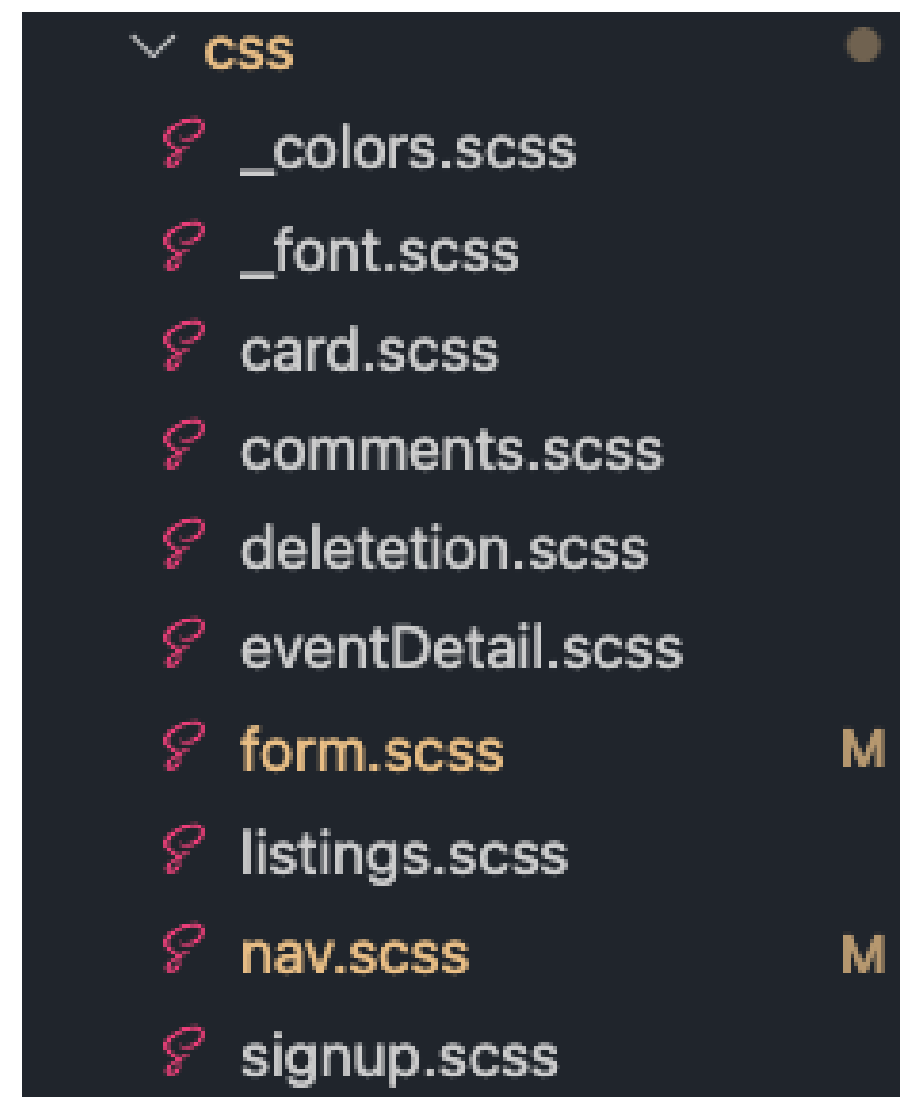 css
_colors.scss
_font.scss
card.scss
comments.scss
deletetion.scss
eventDetail.scss
form.scss M
listings.scss
nav.scss M
signup.scss